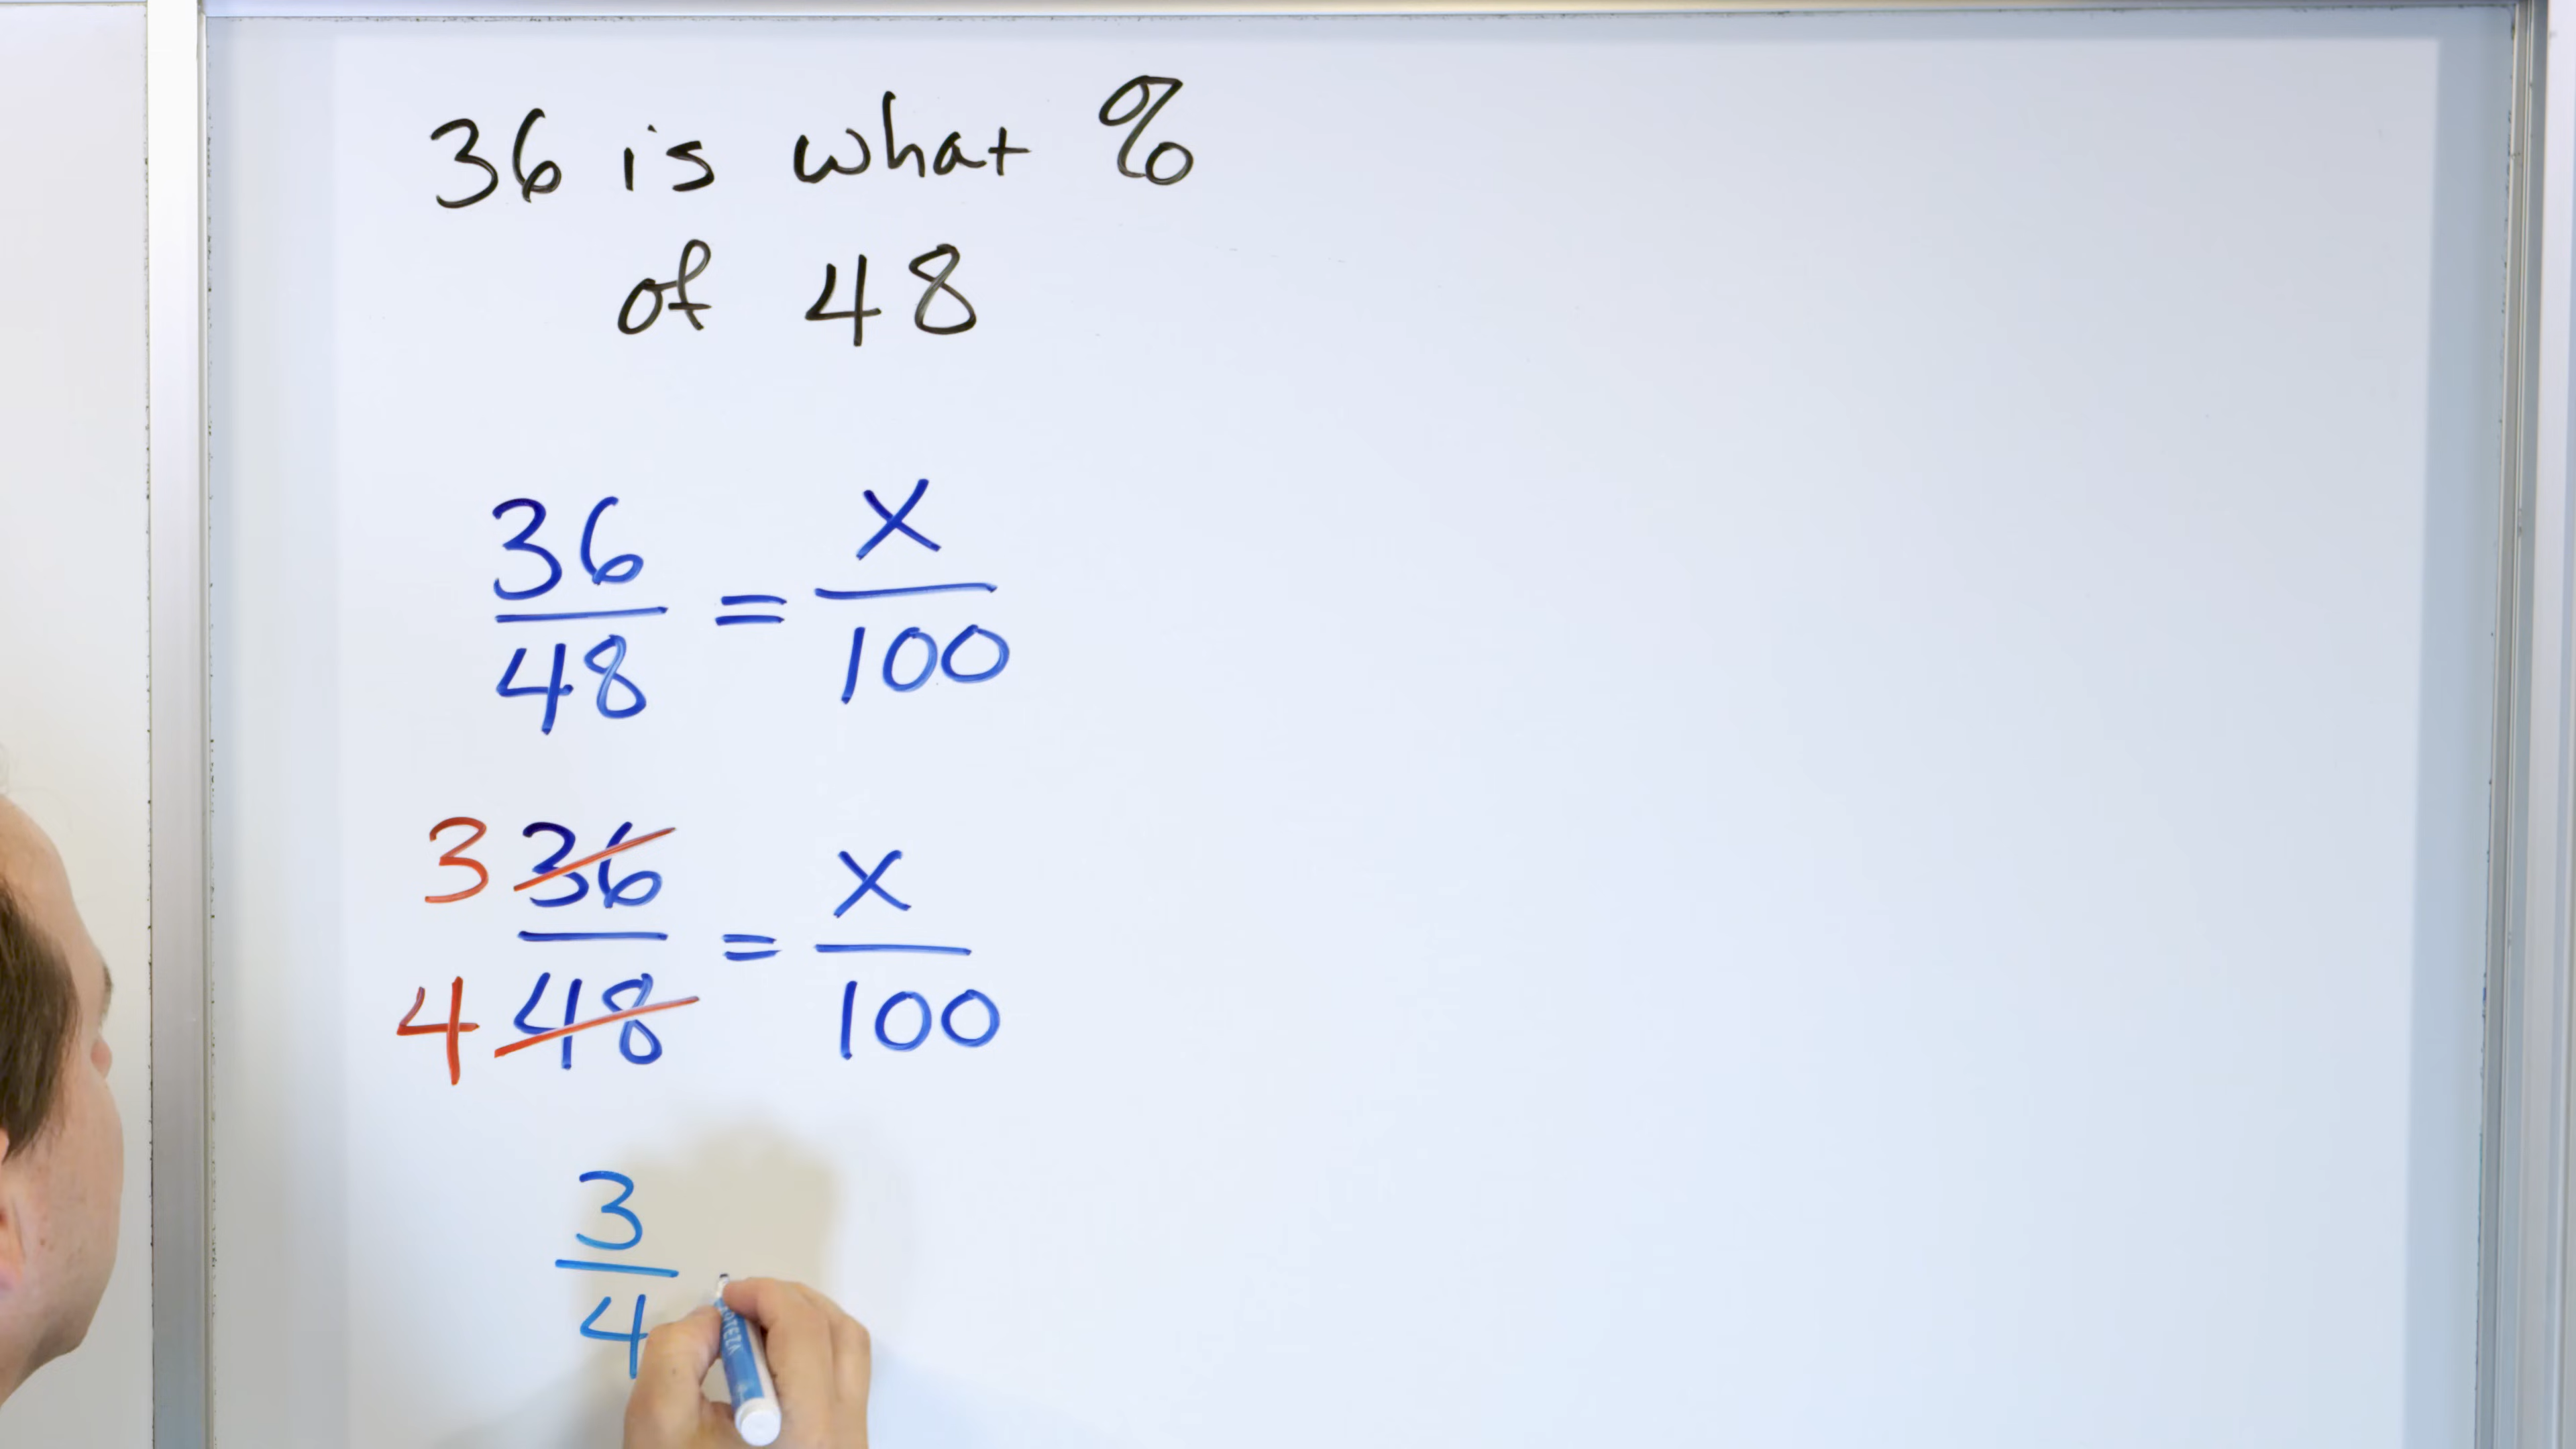 36 is what %
of 48
36/48 = x/100
3 36/4 48 = x/100
3/4